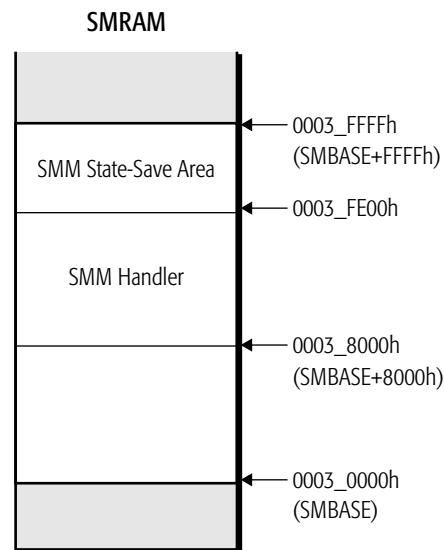 SMRAM
0003_FFFFh
(SMBASE+FFFFh)
SMM State-Save Area
0003_FE00h
SMM Handler
0003_8000h
(SMBASE+8000h)
0003_0000h
(SMBASE)